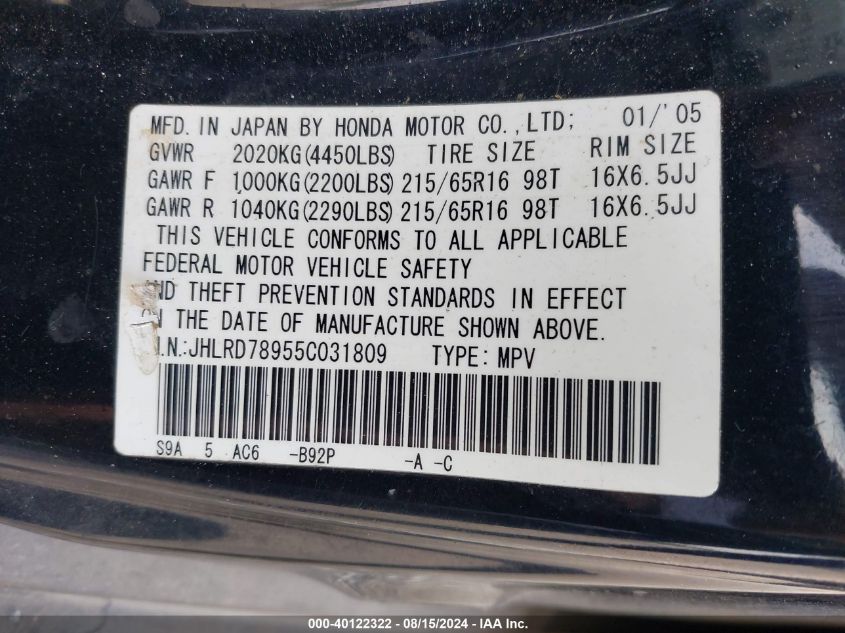 MFD. IN JAPAN BY HONDA MOTOR CO.,LTD; 01/'05
GVWR 2020KG(4450LBS) TIRE SIZE RIM SIZE
GAWR F 1,000KG(2200LBS) 215/65R16 98T 16X6.5JJ
GAWR R 1040KG(2290LBS) 215/65R16 98T 16X6.5JJ
THIS VEHICLE CONFORMS TO ALL APPLICABLE
FEDERAL MOTOR VEHICLE SAFETY
AND THEFT PREVENTION STANDARDS IN EFFECT
ON THE DATE OF MANUFACTURE SHOWN ABOVE.
I.N.:JHLRD78955C031809 TYPE: MPV
S9A 5 AC6 -B92P -A -C
000-40122322 - 08/15/2024 - IAA Inc.